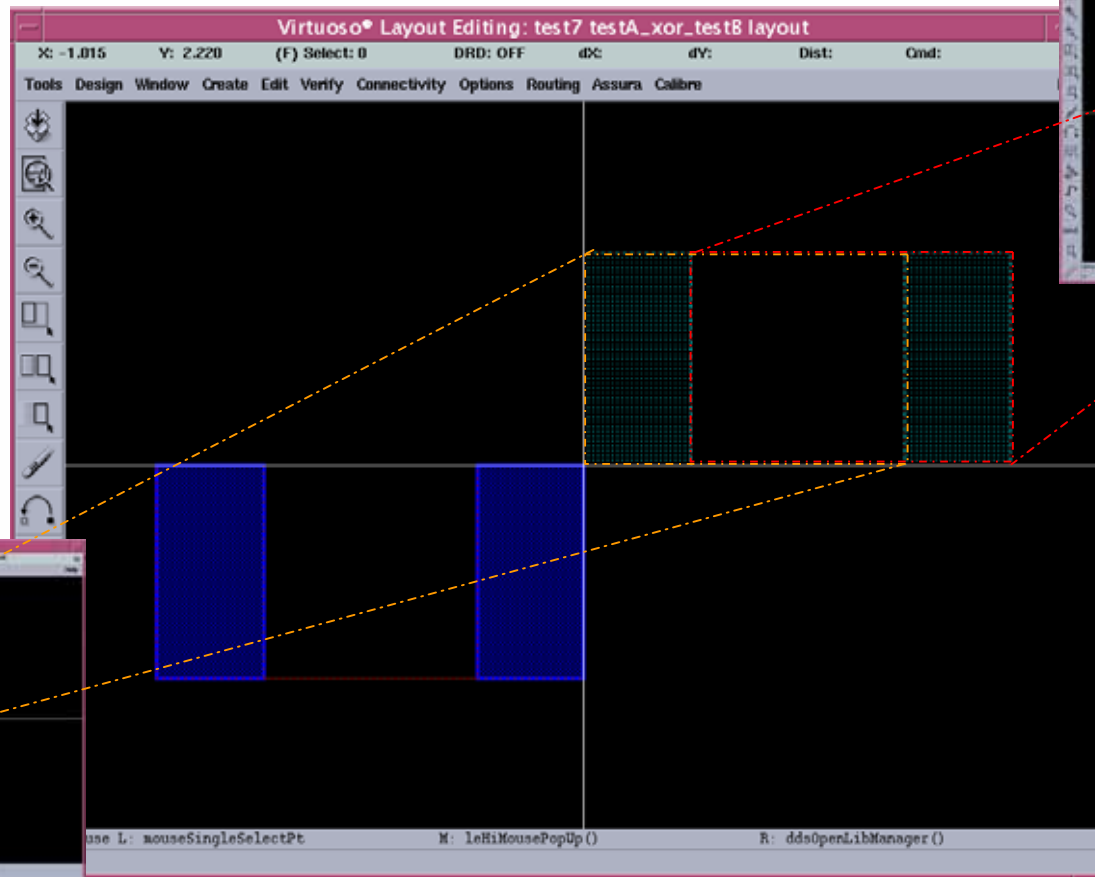 Virtuoso® Layout Editing: test7 testA_xor_testB layout
X: -1.015 Y: 2.220 (F) Select: 0 DRD: OFF dX: dY: Dist: Cmd:
Tools Design Window Create Edit Verify Connectivity Options Routing Assura Calibre
use L: mouseSingleSelectPt M: leHiMousePopUp() R: ddsOpenLibManager()